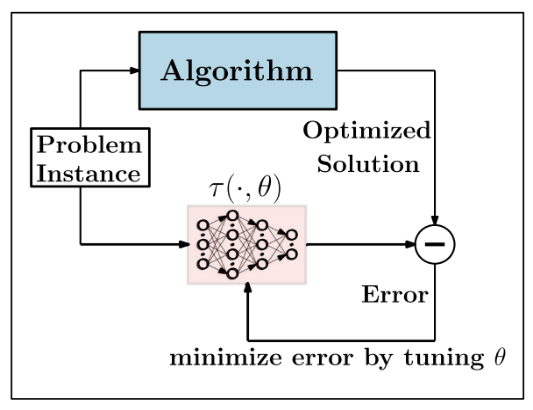 Algorithm
Problem
Instance
Optimized
Solution
τ(·, θ)
−
Error
minimize error by tuning θ